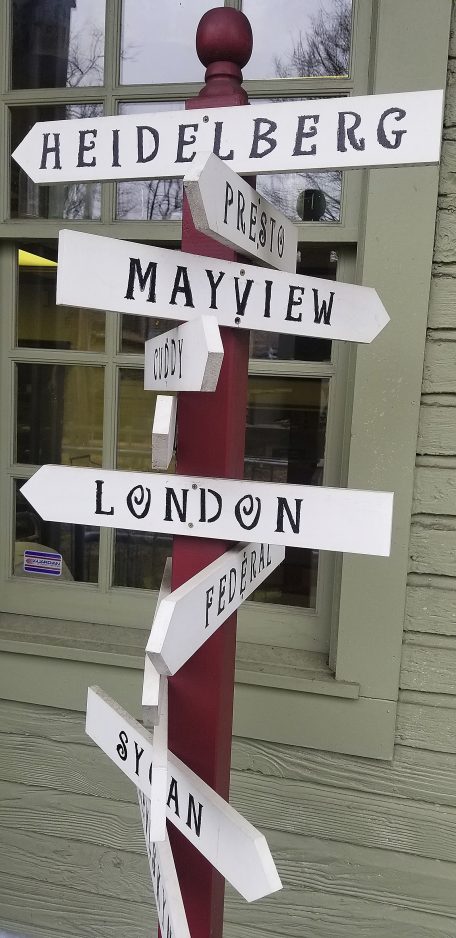 HEIDELBERG
PRESTO
MAYVIEW
CUDDY
LONDON
FEDERAL
SYGAN